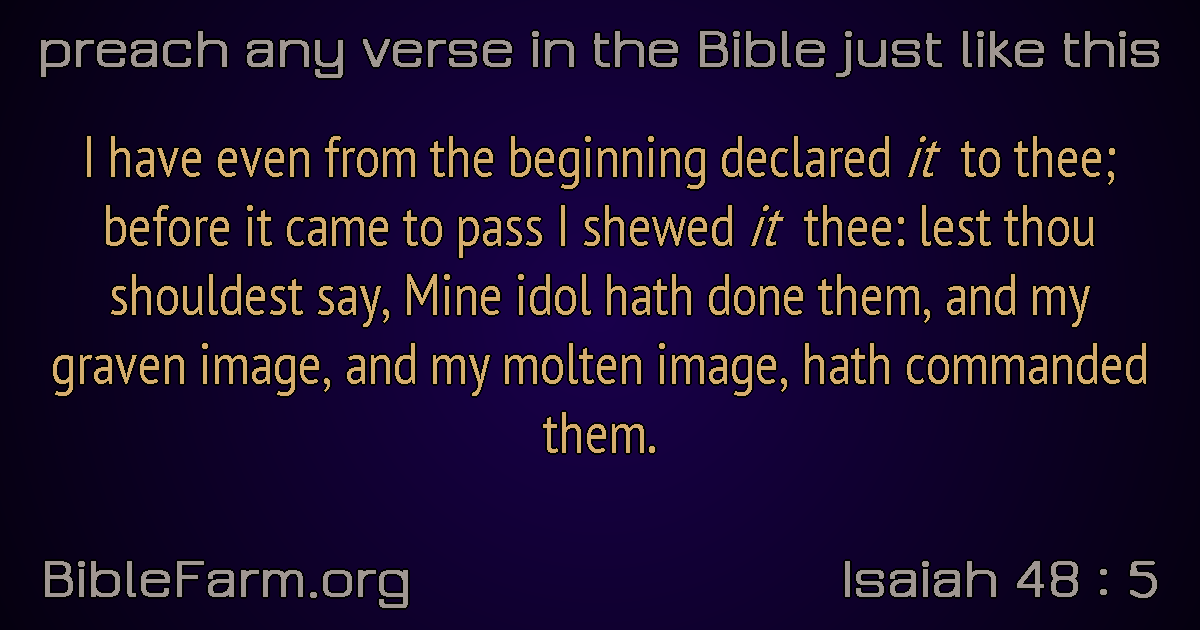 preach any verse in the Bible just like this
I have even from the beginning declared it to thee;
before it came to pass I shewed it thee: lest thou
shouldest say, Mine idol hath done them, and my
graven image, and my molten image, hath commanded
them.
BibleFarm.org
Isaiah 48 : 5